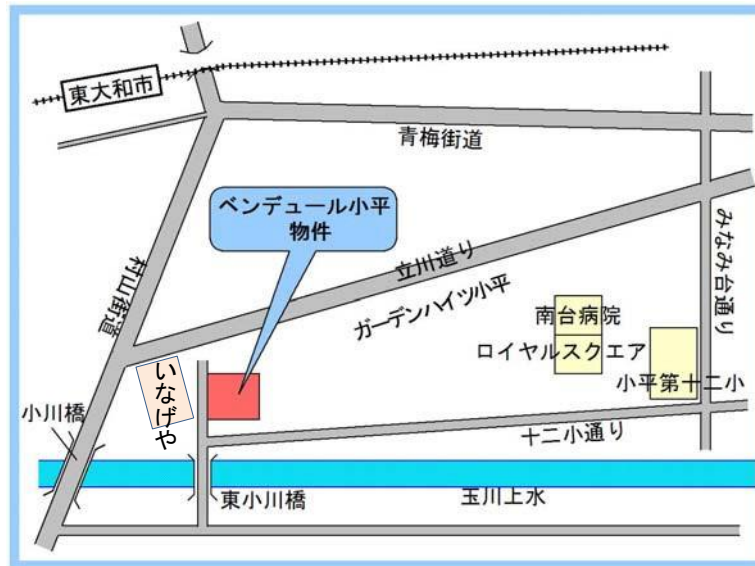 東大和市
青梅街道
ベンデュール小平
物件
村山街道
立川道り
ガーデンハイツ小平
みなみ台通り
南台病院
ロイヤルスクエア
小平第十二小
いなげや
小川橋
十二小通り
東小川橋
玉川上水